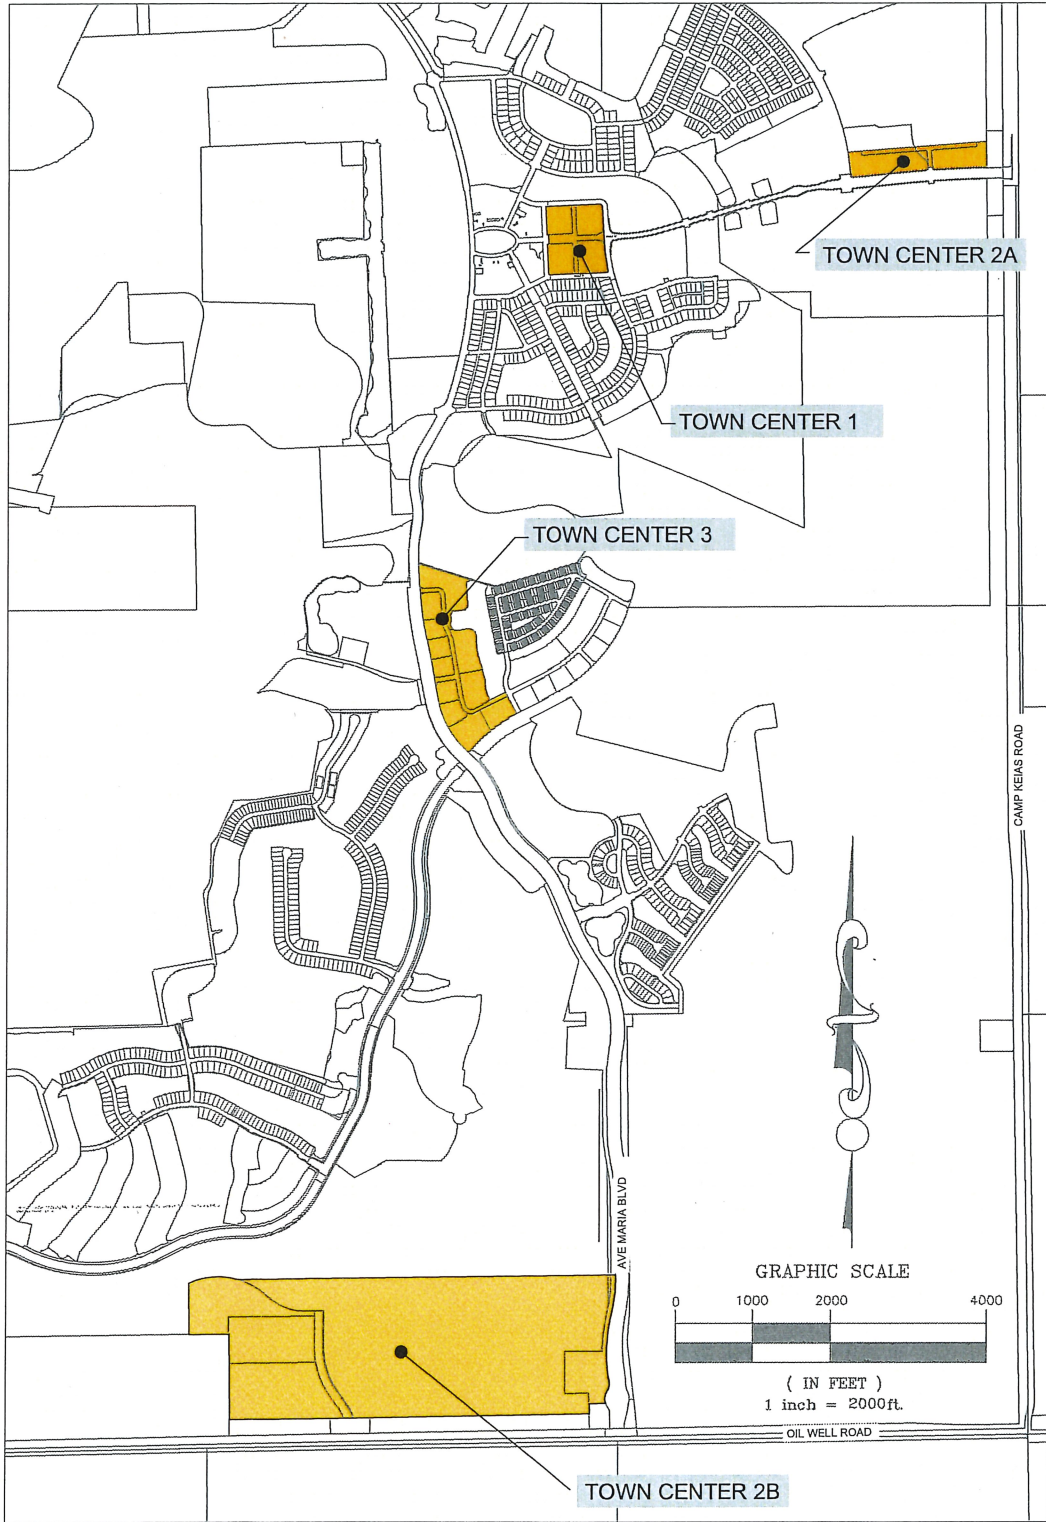 TOWN CENTER 2A
TOWN CENTER 1
TOWN CENTER 3
CAMP KEIAS ROAD
AVE MARIA BLVD
GRAPHIC SCALE
0 1000 2000 4000
( IN FEET )
1 inch = 2000ft.
OIL WELL ROAD
TOWN CENTER 2B